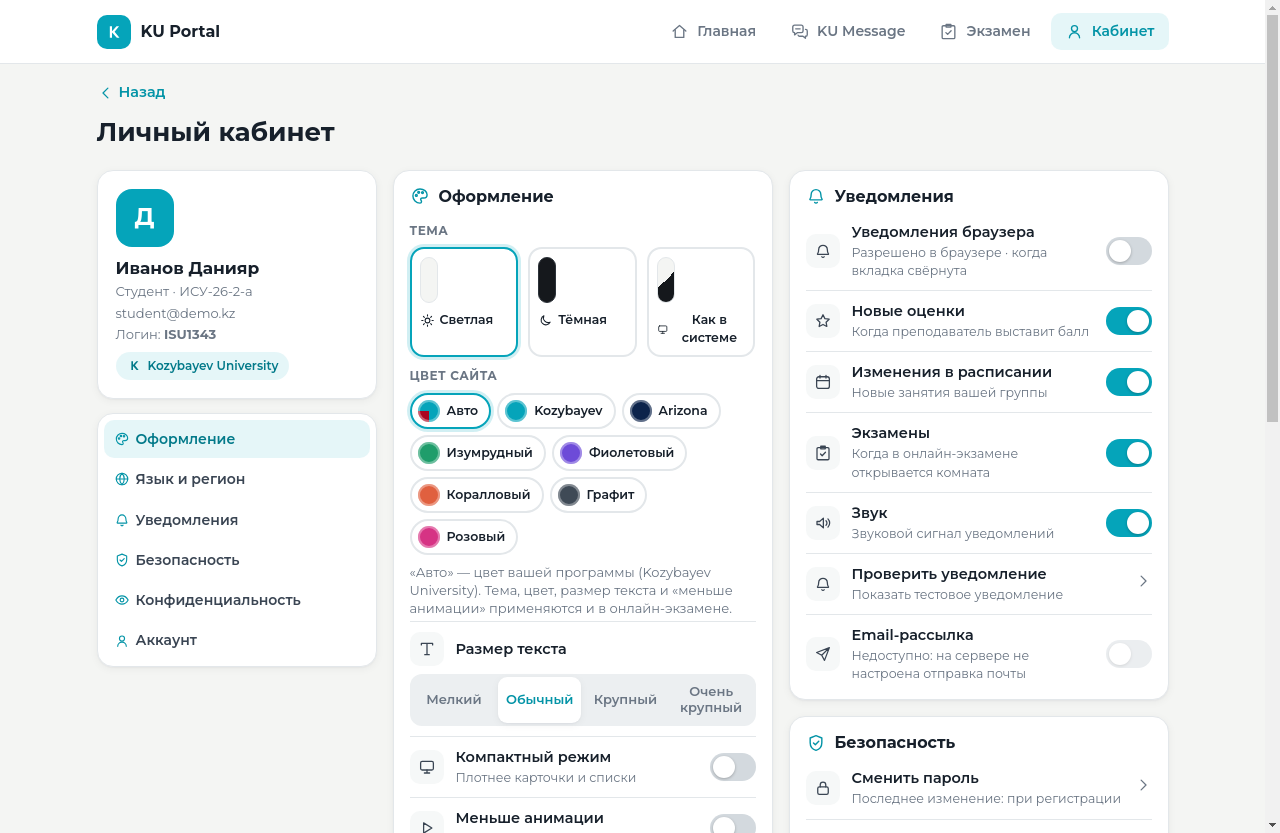 K KU Portal
Главная
KU Message
Экзамен
Кабинет
Назад
Личный кабинет
Д
Иванов Данияр
Студент · ИСУ-26-2-а
student@demo.kz
Логин: ISU1343
K Kozybayev University
Оформление
Язык и регион
Уведомления
Безопасность
Конфиденциальность
Аккаунт
Оформление
ТЕМА
Светлая
Тёмная
Как в
системе
ЦВЕТ САЙТА
Авто
Kozybayev
Arizona
Изумрудный
Фиолетовый
Коралловый
Графит
Розовый
«Авто» — цвет вашей программы (Kozybayev
University). Тема, цвет, размер текста и «меньше
анимации» применяются и в онлайн-экзамене.
Размер текста
Мелкий
Обычный
Крупный
Очень
крупный
Компактный режим
Плотнее карточки и списки
Меньше анимации
Уведомления
Уведомления браузера
Разрешено в браузере · когда
вкладка свёрнута
Новые оценки
Когда преподаватель выставит балл
Изменения в расписании
Новые занятия вашей группы
Экзамены
Когда в онлайн-экзамене
открывается комната
Звук
Звуковой сигнал уведомлений
Проверить уведомление
Показать тестовое уведомление
Email-рассылка
Недоступно: на сервере не
настроена отправка почты
Безопасность
Сменить пароль
Последнее изменение: при регистрации